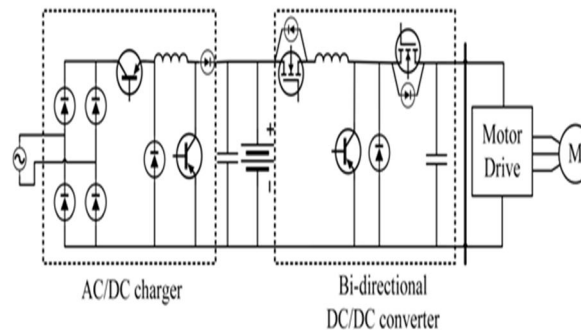 +
−
Motor
Drive
M
AC/DC charger
Bi-directional
DC/DC converter